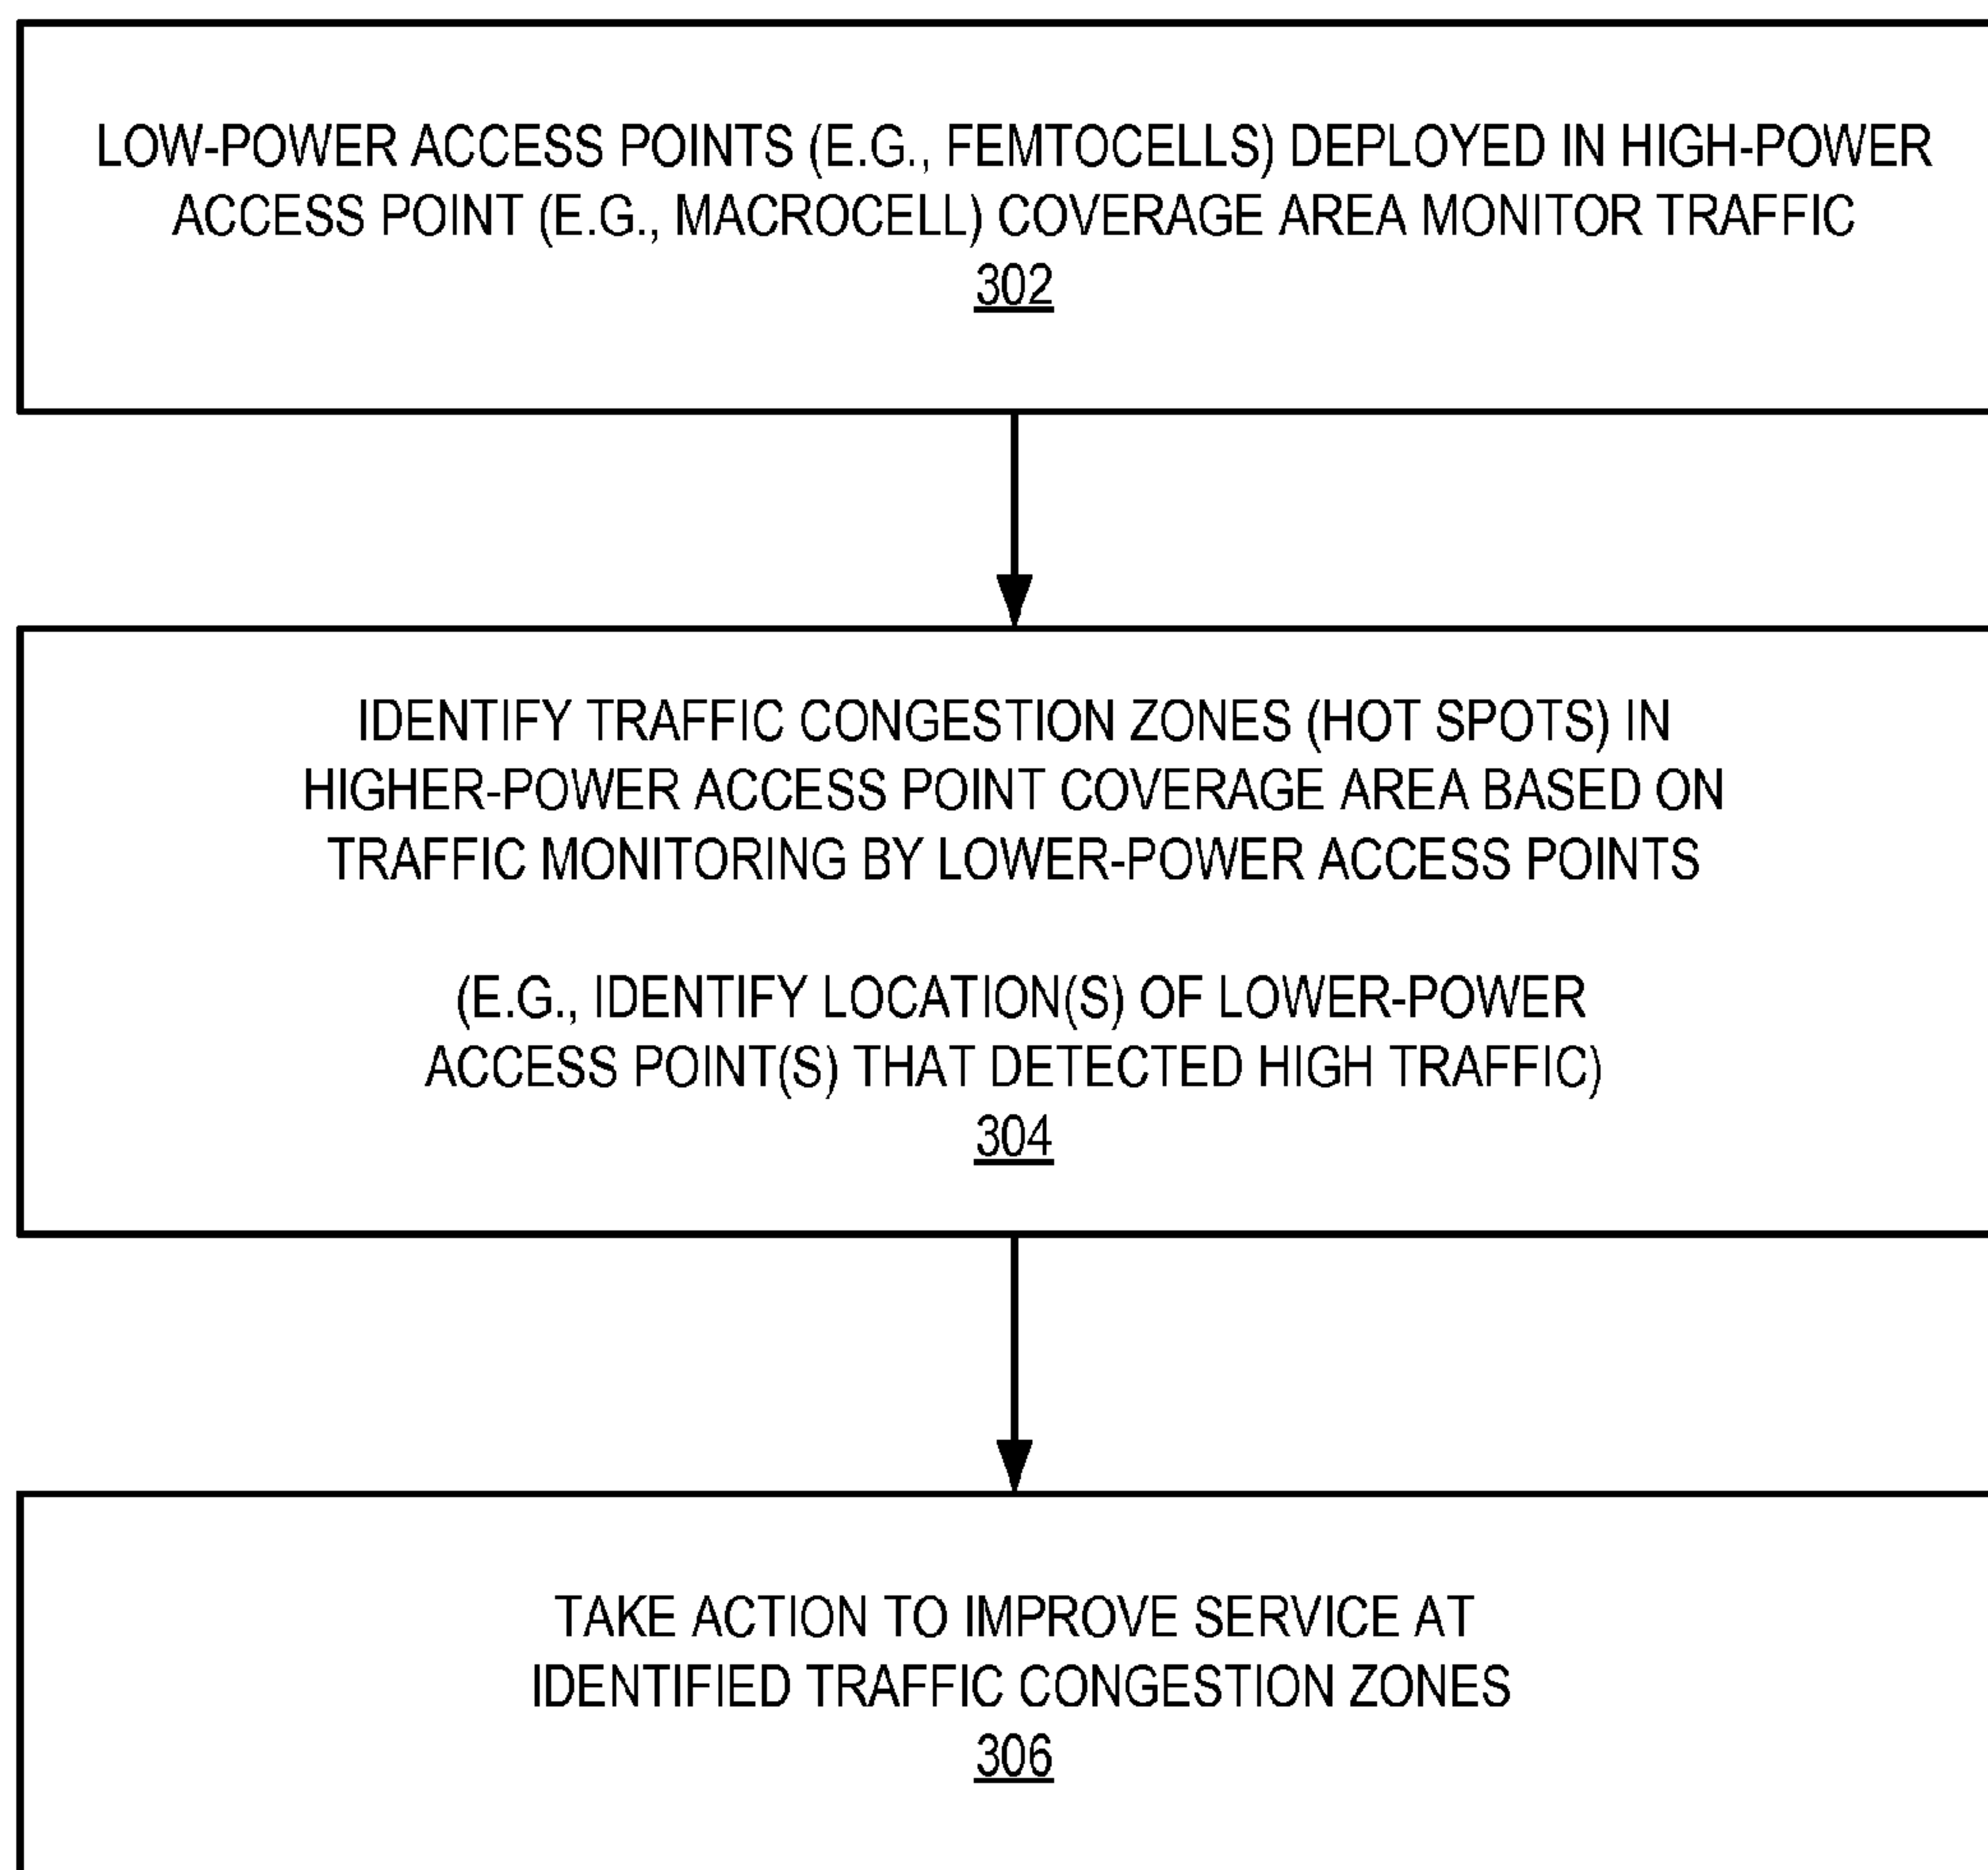 LOW-POWER ACCESS POINTS (E.G., FEMTOCELLS) DEPLOYED IN HIGH-POWER
ACCESS POINT (E.G., MACROCELL) COVERAGE AREA MONITOR TRAFFIC
302
IDENTIFY TRAFFIC CONGESTION ZONES (HOT SPOTS) IN
HIGHER-POWER ACCESS POINT COVERAGE AREA BASED ON
TRAFFIC MONITORING BY LOWER-POWER ACCESS POINTS
(E.G., IDENTIFY LOCATION(S) OF LOWER-POWER
ACCESS POINT(S) THAT DETECTED HIGH TRAFFIC)
304
TAKE ACTION TO IMPROVE SERVICE AT
IDENTIFIED TRAFFIC CONGESTION ZONES
306